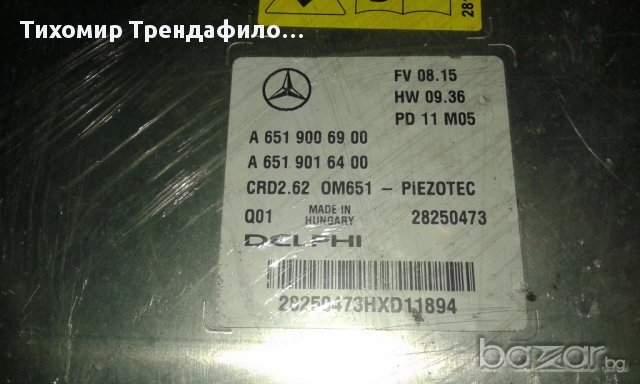 Тихомир Трендафило...
28
FV 08.15
HW 09.36
PD 11 M05
A 651 900 69 00
A 651 901 64 00
CRD2.62 OM651 - PIEZOTEC
Q01 MADE IN HUNGARY 28250473
DELPHI
28250473HXD11894
bazar.bg